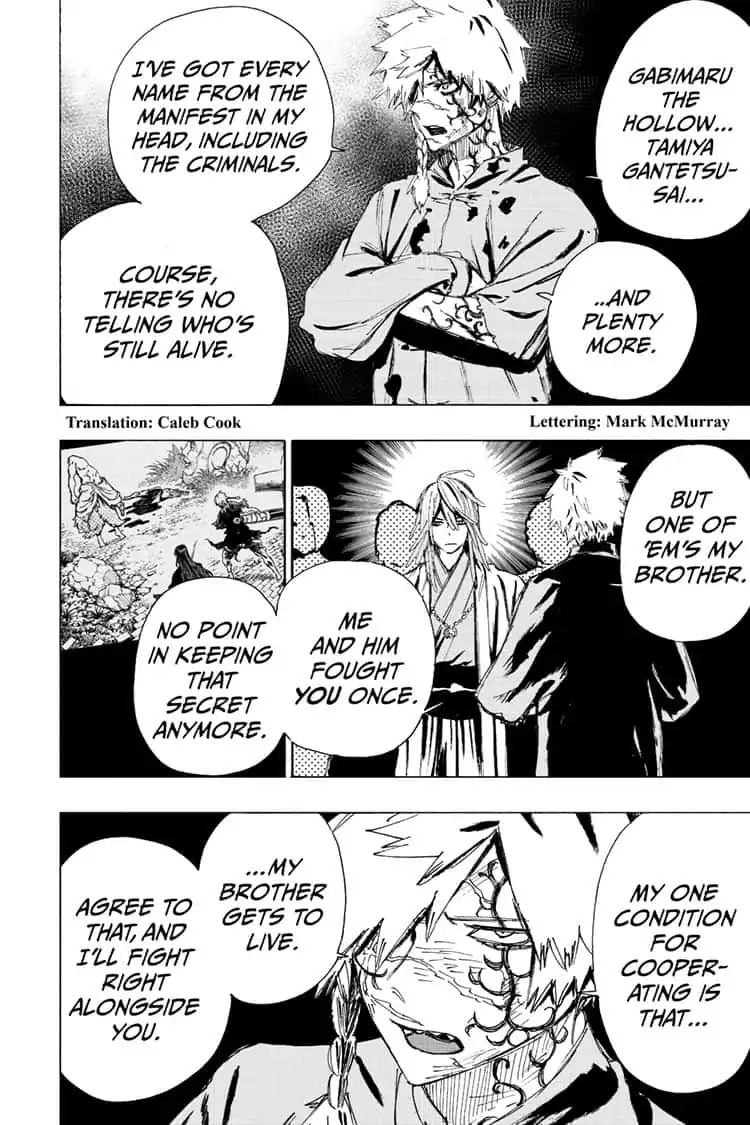 GABIMARU
THE
HOLLOW...
TAMIYA
GANTETSU-
SAI...
...AND
PLENTY
MORE.
I'VE GOT EVERY
NAME FROM THE
MANIFEST IN MY
HEAD, INCLUDING
THE CRIMINALS.
COURSE,
THERE'S NO
TELLING WHO'S
STILL ALIVE.
Translation: Caleb Cook
Lettering: Mark McMurray
BUT
ONE OF
'EM'S MY
BROTHER.
ME
AND HIM
FOUGHT
YOU ONCE.
NO POINT
IN KEEPING
THAT
SECRET
ANYMORE.
MY ONE
CONDITION
FOR
COOPER-
ATING IS
THAT...
...MY
BROTHER
GETS TO
LIVE.
AGREE TO
THAT, AND
I'LL FIGHT
RIGHT
ALONGSIDE
YOU.